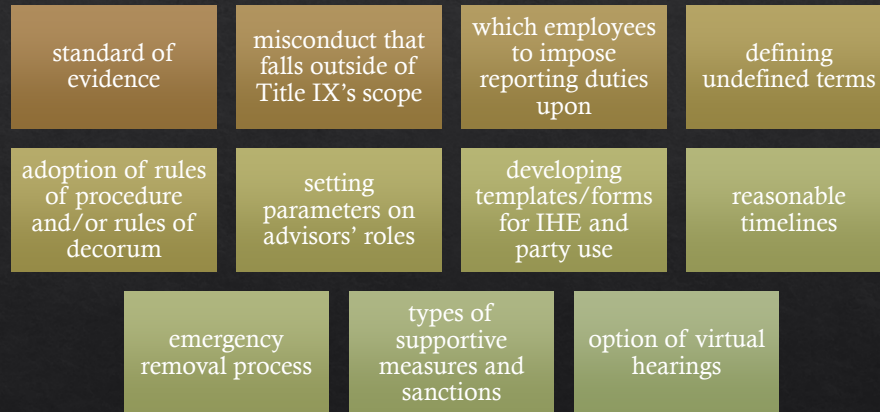 standard of
evidence
misconduct that
falls outside of
Title IX's scope
which employees
to impose
reporting duties
upon
defining
undefined terms
adoption of rules
of procedure
and/or rules of
decorum
setting
parameters on
advisors' roles
developing
templates/forms
for IHE and
party use
reasonable
timelines
emergency
removal process
types of
supportive
measures and
sanctions
option of virtual
hearings